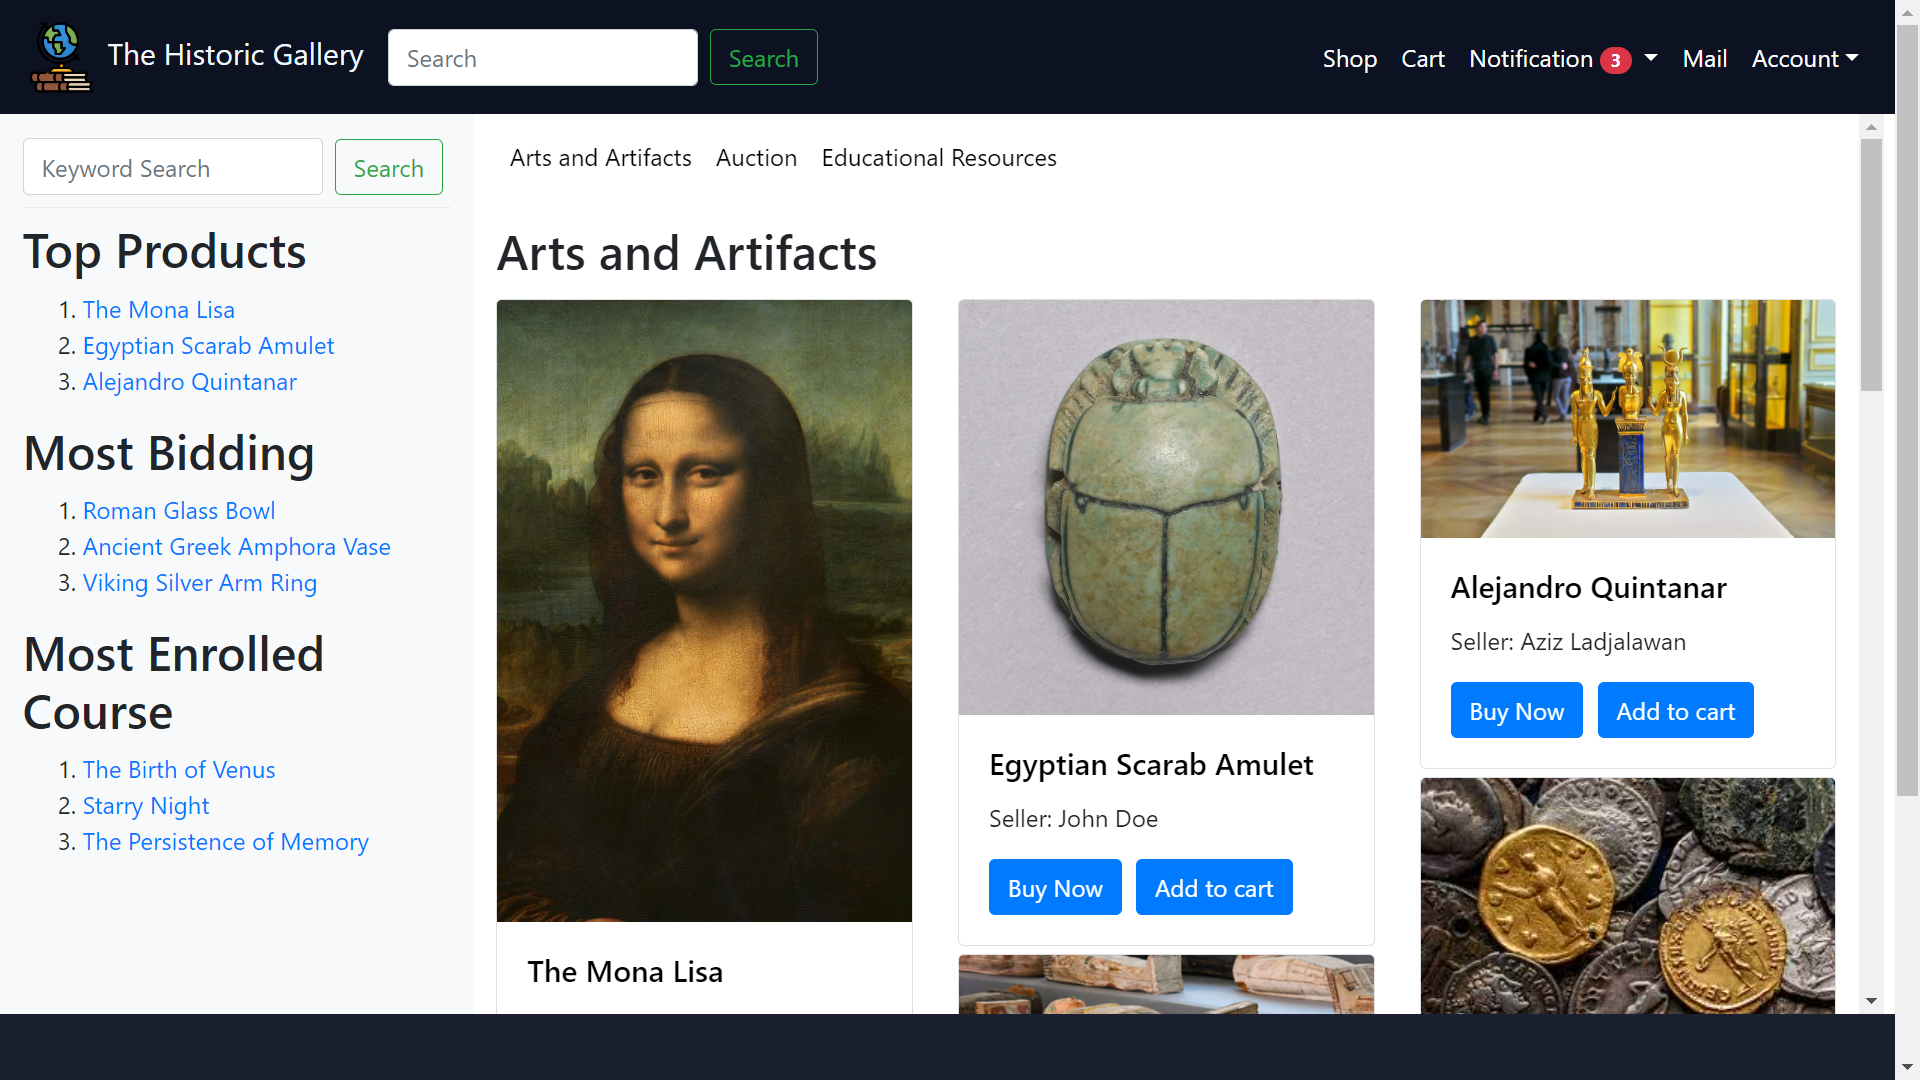 The Historic Gallery
Search
Search
Shop
Cart
Notification 3
Mail
Account
Keyword Search
Search
Top Products
1. The Mona Lisa
2. Egyptian Scarab Amulet
3. Alejandro Quintanar
Most Bidding
1. Roman Glass Bowl
2. Ancient Greek Amphora Vase
3. Viking Silver Arm Ring
Most Enrolled
Course
1. The Birth of Venus
2. Starry Night
3. The Persistence of Memory
Arts and Artifacts
Auction
Educational Resources
Arts and Artifacts
The Mona Lisa
Egyptian Scarab Amulet
Seller: John Doe
Buy Now
Add to cart
Alejandro Quintanar
Seller: Aziz Ladjalawan
Buy Now
Add to cart